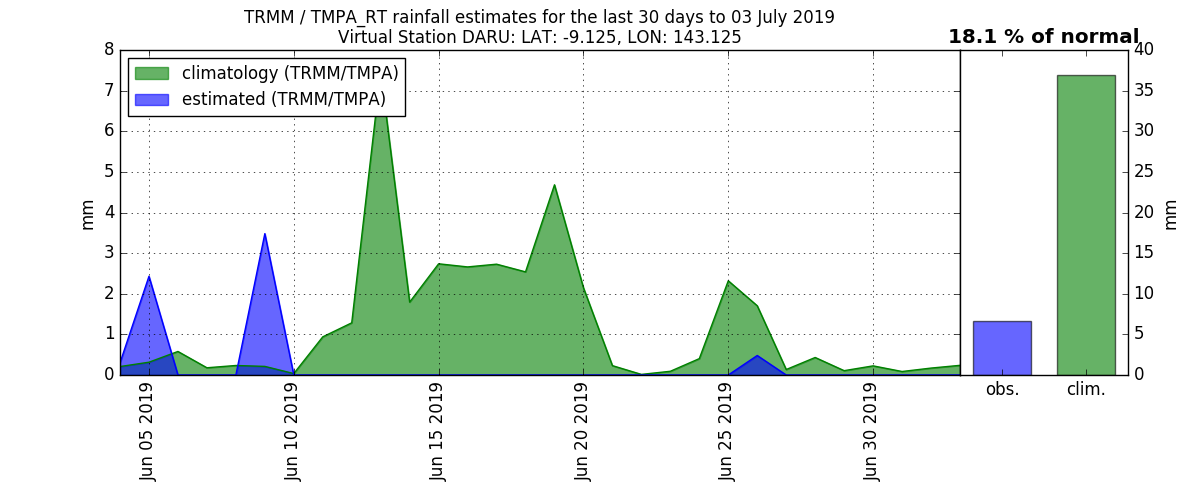 TRMM / TMPA_RT rainfall estimates for the last 30 days to 03 July 2019
Virtual Station DARU: LAT: -9.125, LON: 143.125
18.1 % of normal
climatology (TRMM/TMPA)
estimated (TRMM/TMPA)
8
7
6
5
4
3
2
1
0
mm
Jun 05 2019
Jun 10 2019
Jun 15 2019
Jun 20 2019
Jun 25 2019
Jun 30 2019
40
35
30
25
20
15
10
5
0
mm
obs.
clim.